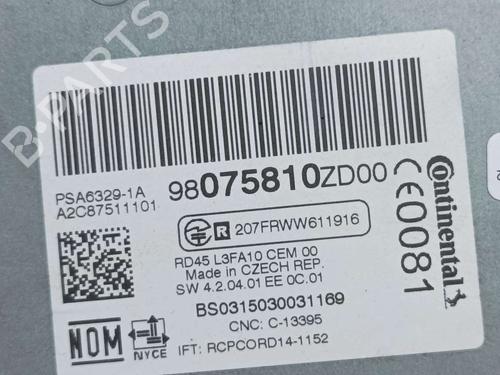 B-PARTS
PSA6329-1A
A2C87511101
98075810ZD00
R 207FRWW611916
RD45 L3FA10 CEM 00
Made in CZECH REP.
SW 4.2.04.01 EE 0C.01
BS0315030031169
CNC: C-13395
IFT: RCPCORD14-1152
NOM
NYCE
Continental
CE0081